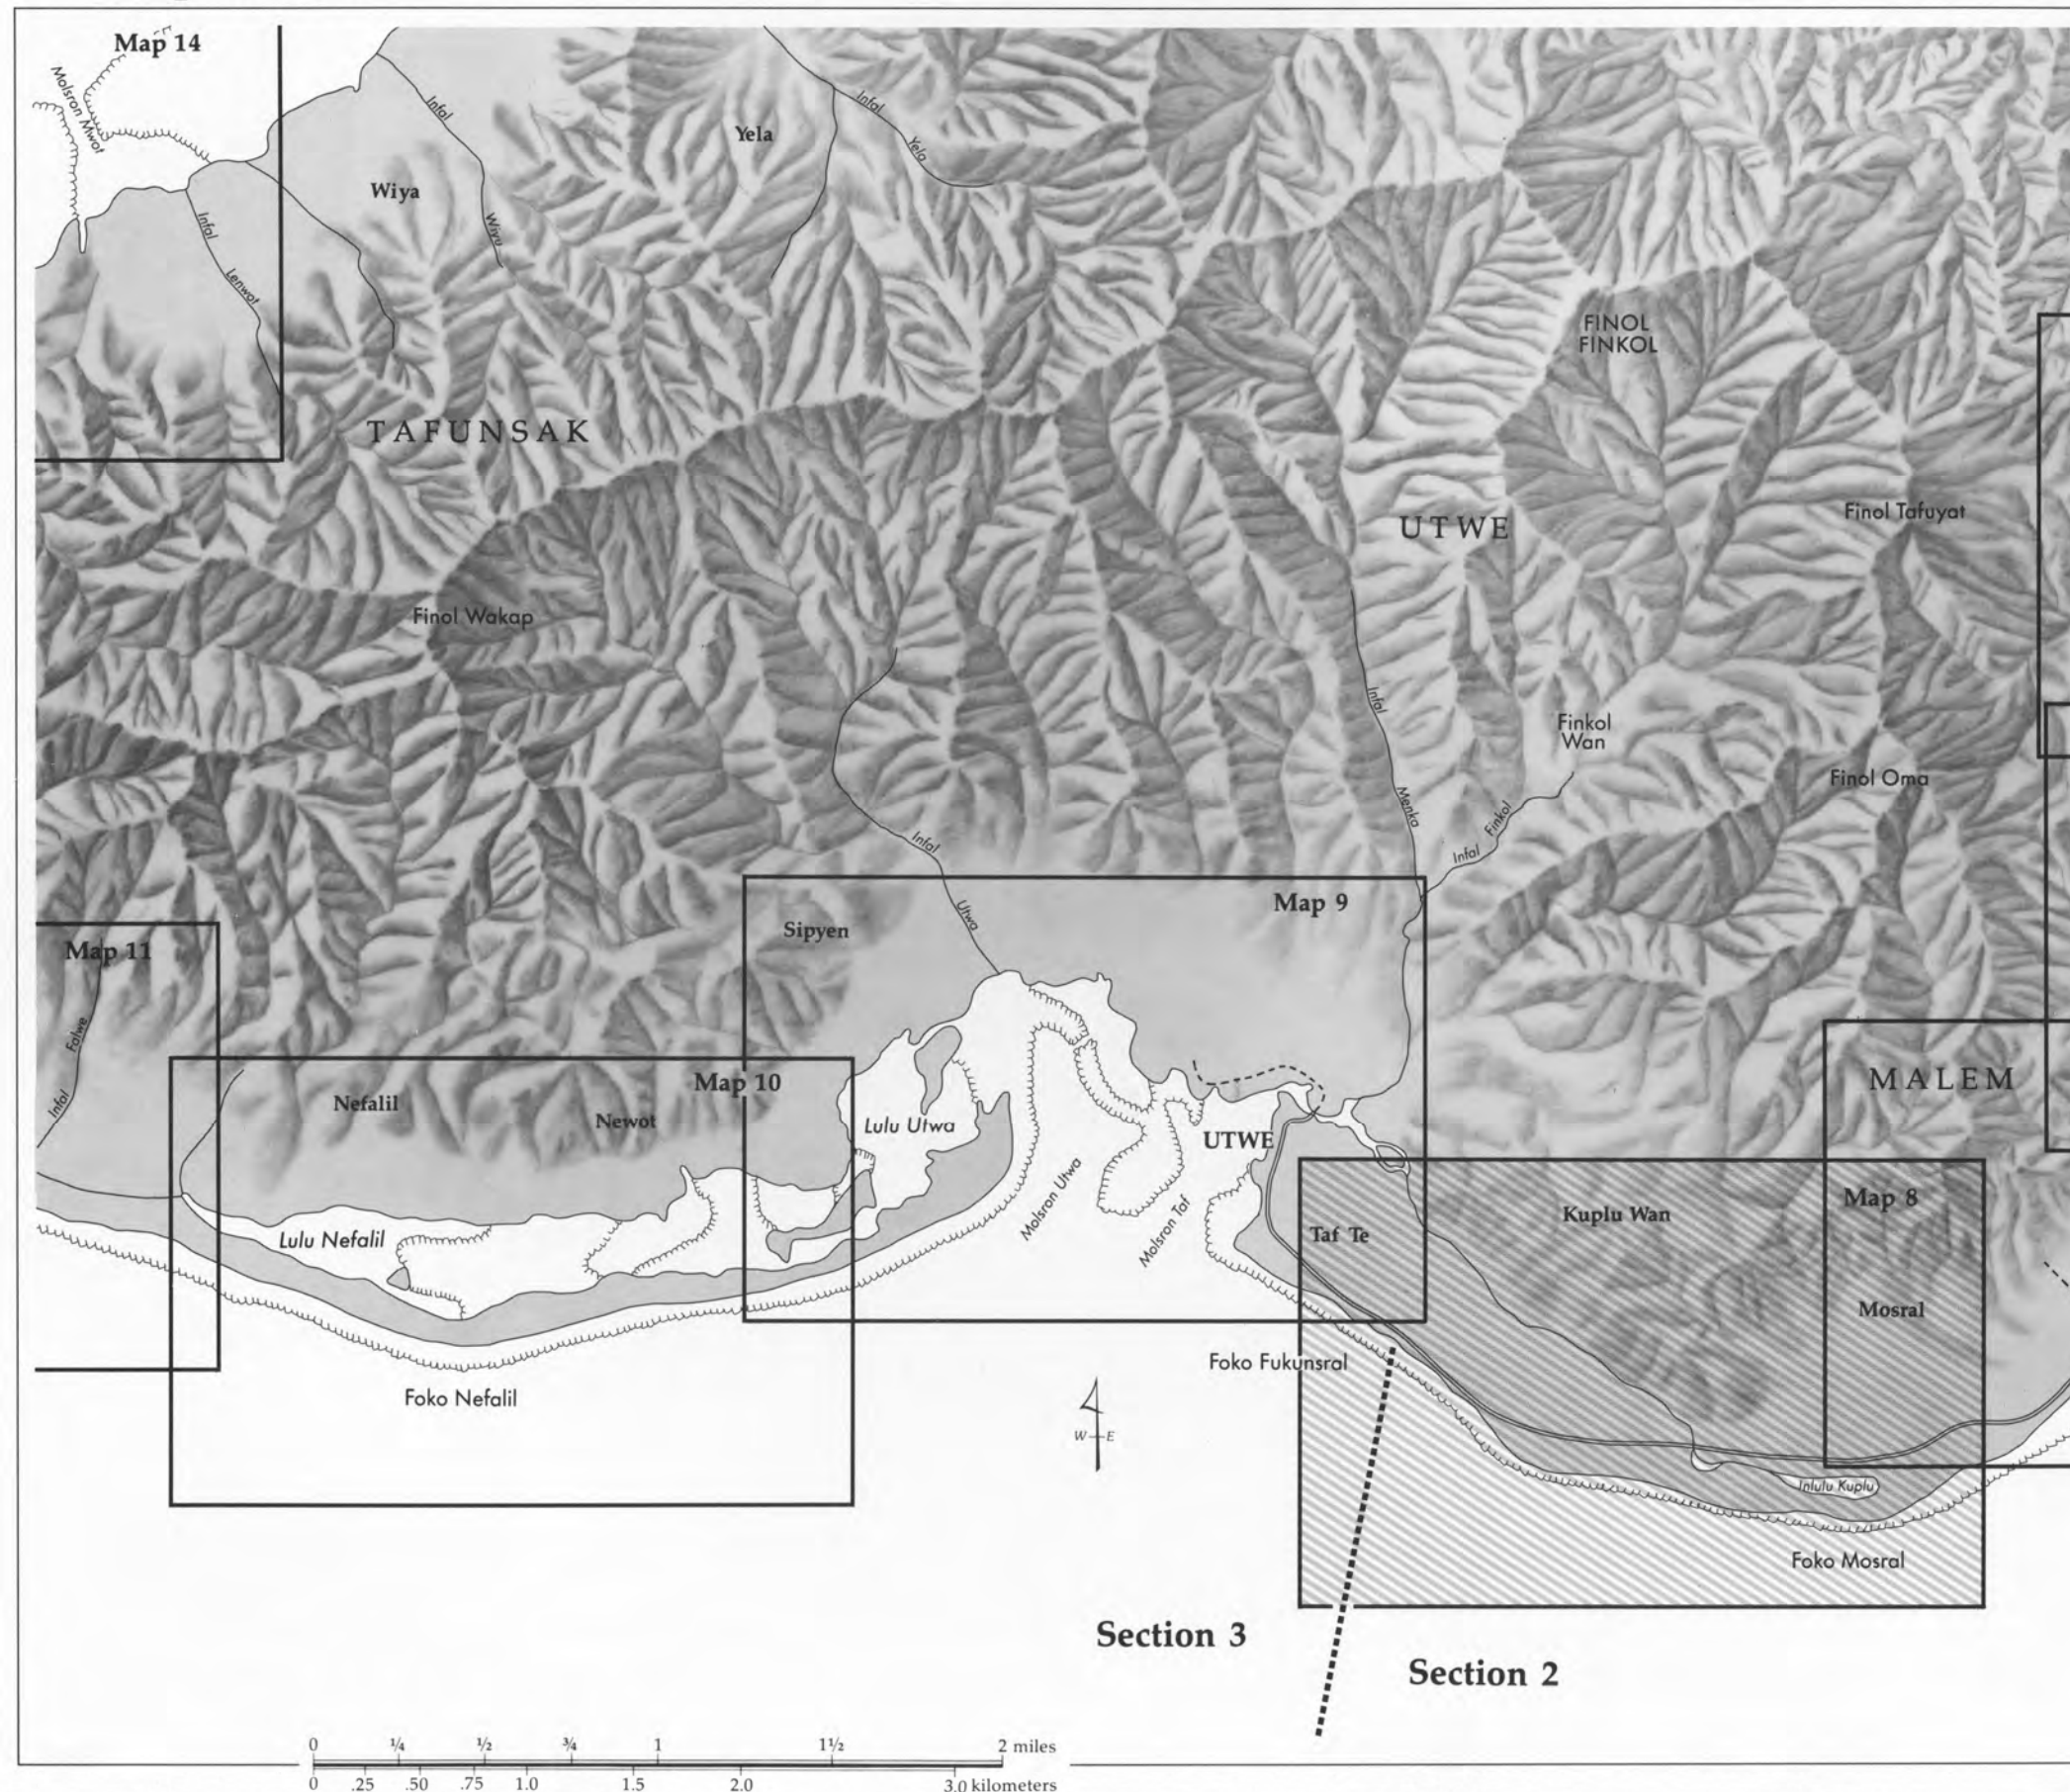 Map 14
Molsron Mwot
Infal
Wiyu
Infal
Yela
Yela
Wiya
Infal
Lenwot
FINOL
FINKOL
TAFUNSAK
UTWE
Finol Tafuyat
Finol Wakap
Infal
Menka
Finkol
Wan
Finol Oma
Infal
Finkol
Infal
Utwa
Map 9
Sipyen
Map 11
Infal
Falwe
Map 10
Nefalil
Newot
Lulu Utwa
UTWE
MALEM
Molsron Utwa
Molsron Taf
Map 8
Kuplu Wan
Taf Te
Lulu Nefalil
Mosral
Foko Fukunsral
Foko Nefalil
W E
Inlulu Kuplu
Foko Mosral
Section 3
Section 2
0 ¼ ½ ¾ 1 1½ 2 miles
0 .25 .50 .75 1.0 1.5 2.0 3.0 kilometers